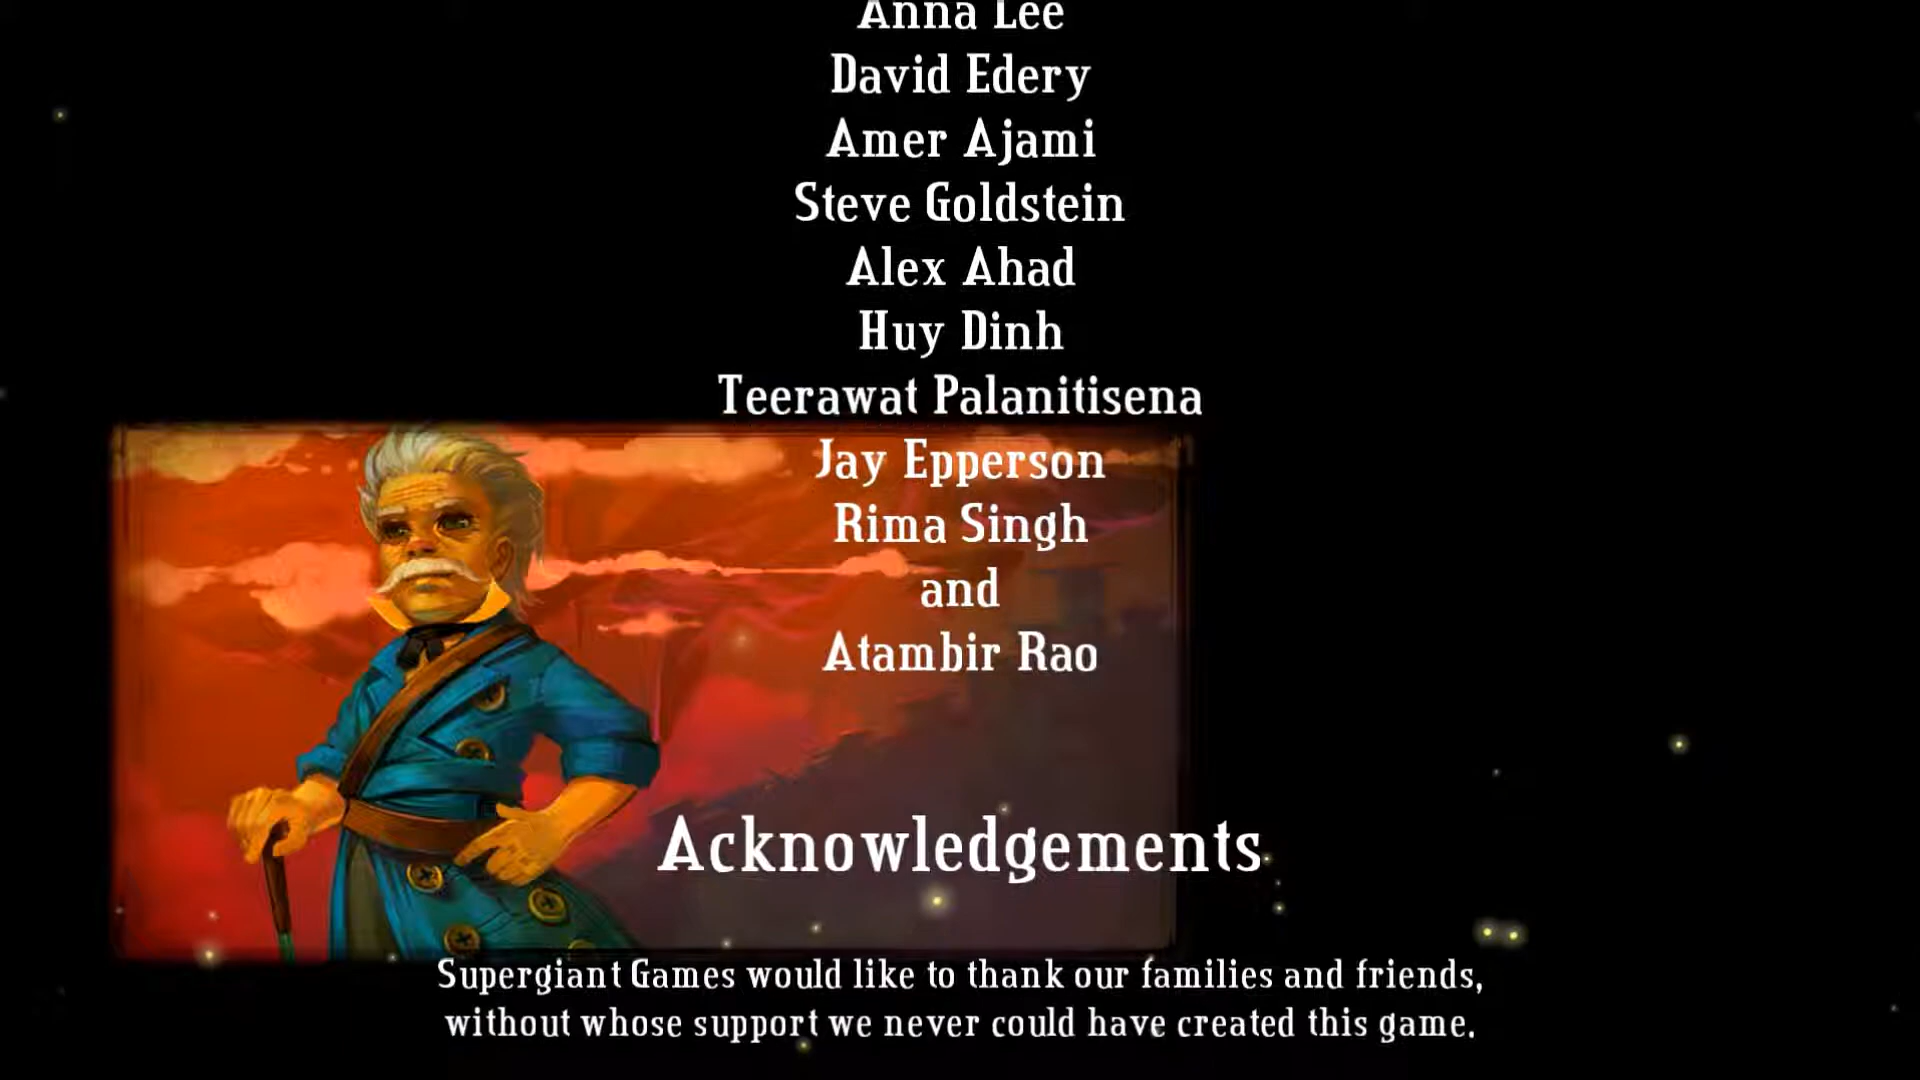 Anna Lee
David Edery
Amer Ajami
Steve Goldstein
Alex Ahad
Huy Dinh
Teerawat Palanitisena
Jay Epperson
Rima Singh
and
Atambir Rao
Acknowledgements
Supergiant Games would like to thank our families and friends,
without whose support we never could have created this game.